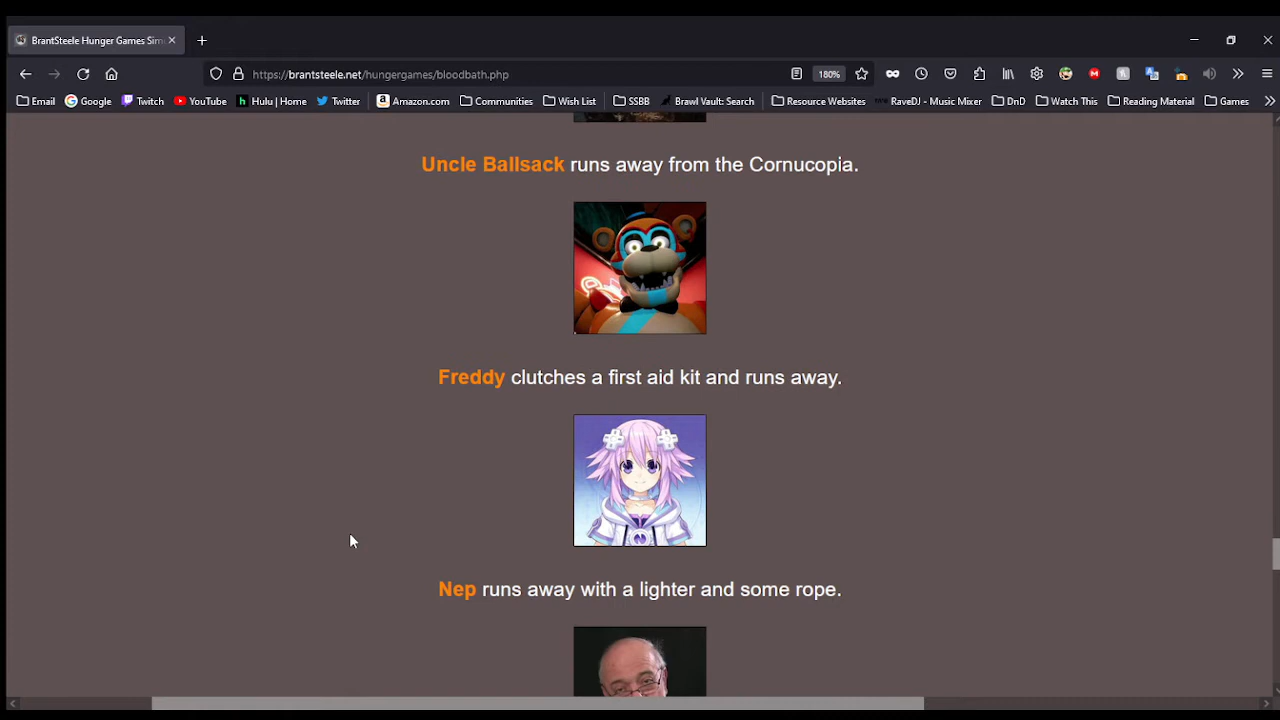 BrantSteele Hunger Games Sim
https://brantsteele.net/hungergames/bloodbath.php
180%
Email Google Twitch YouTube Hulu | Home Twitter Amazon.com Communities Wish List SSBB Brawl Vault: Search Resource Websites RaveDJ - Music Mixer DnD Watch This Reading Material Games
Uncle Ballsack runs away from the Cornucopia.
Freddy clutches a first aid kit and runs away.
Nep runs away with a lighter and some rope.